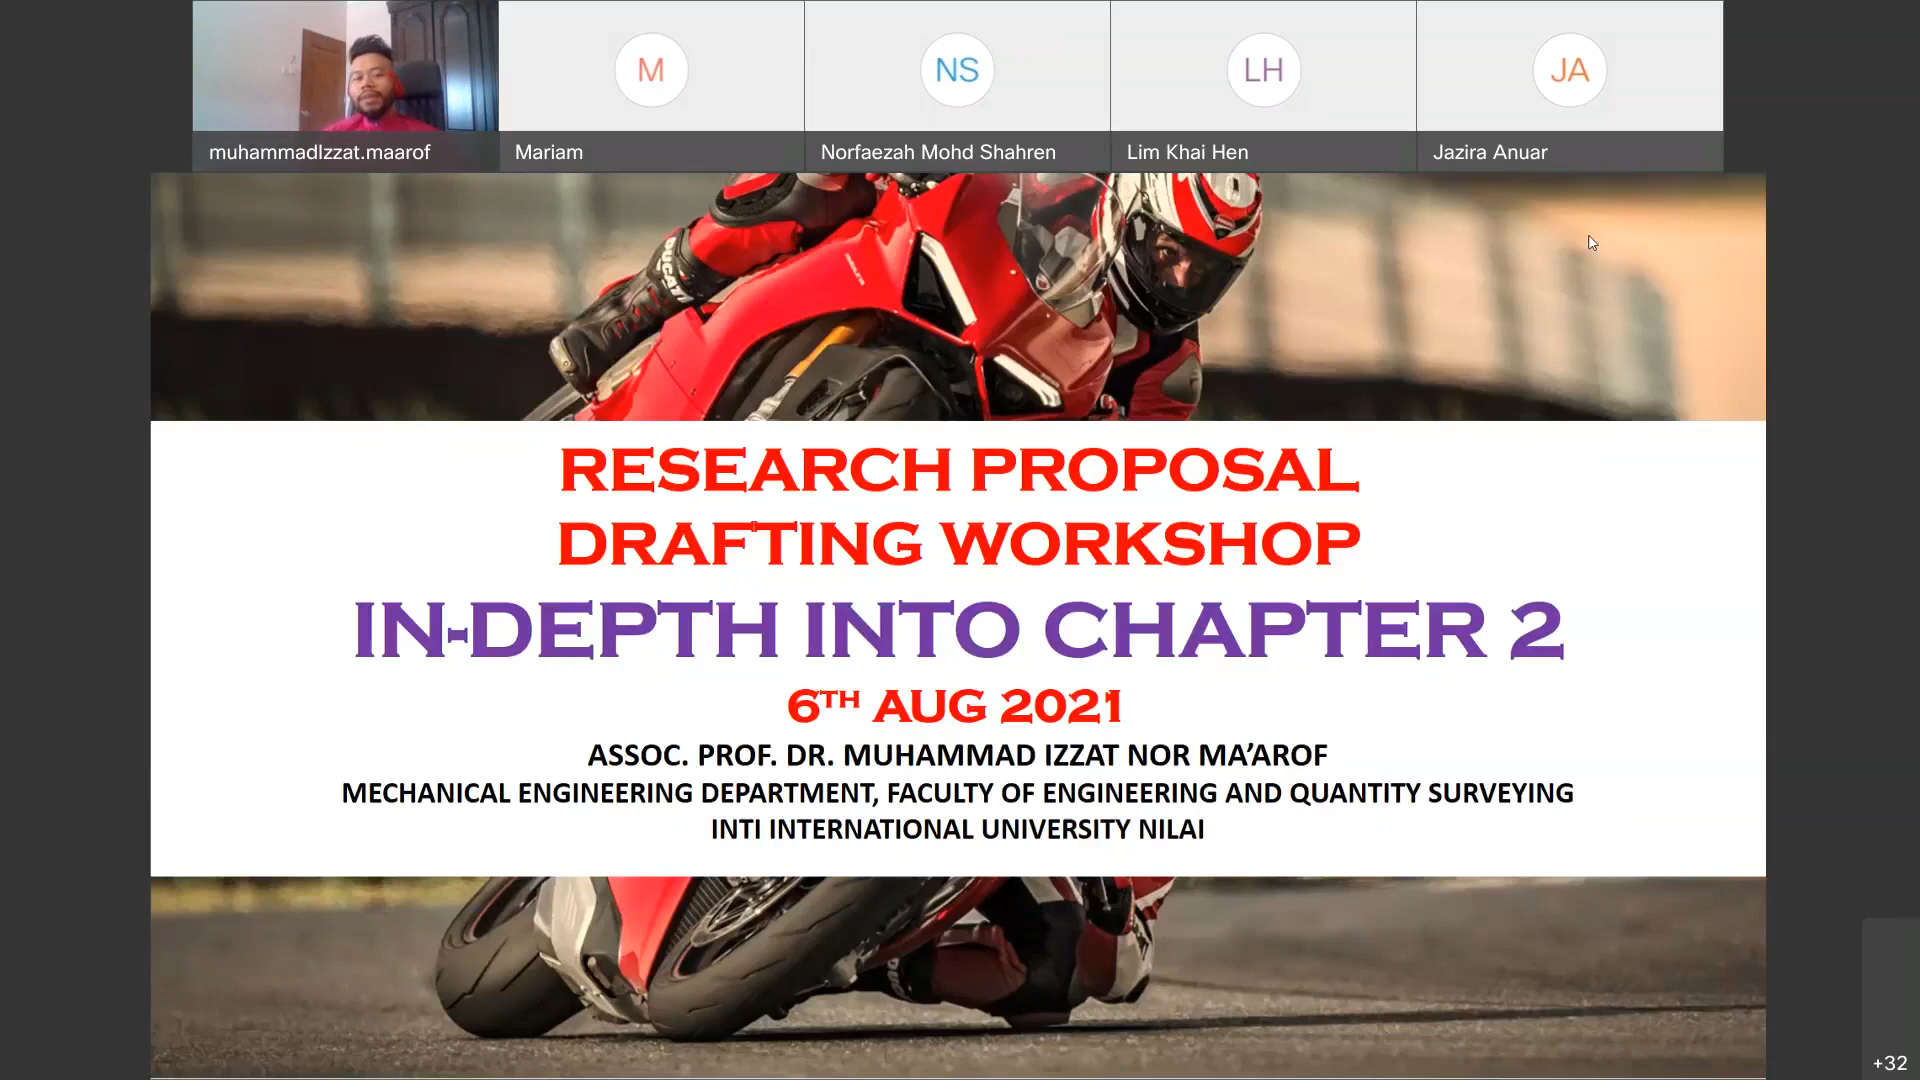 M
NS
LH
JA
muhammadIzzat.maarof
Mariam
Norfaezah Mohd Shahren
Lim Khai Hen
Jazira Anuar
DUCATI
RESEARCH PROPOSAL
DRAFTING WORKSHOP
IN-DEPTH INTO CHAPTER 2
6TH AUG 2021
ASSOC. PROF. DR. MUHAMMAD IZZAT NOR MA’AROF
MECHANICAL ENGINEERING DEPARTMENT, FACULTY OF ENGINEERING AND QUANTITY SURVEYING
INTI INTERNATIONAL UNIVERSITY NILAI
+32